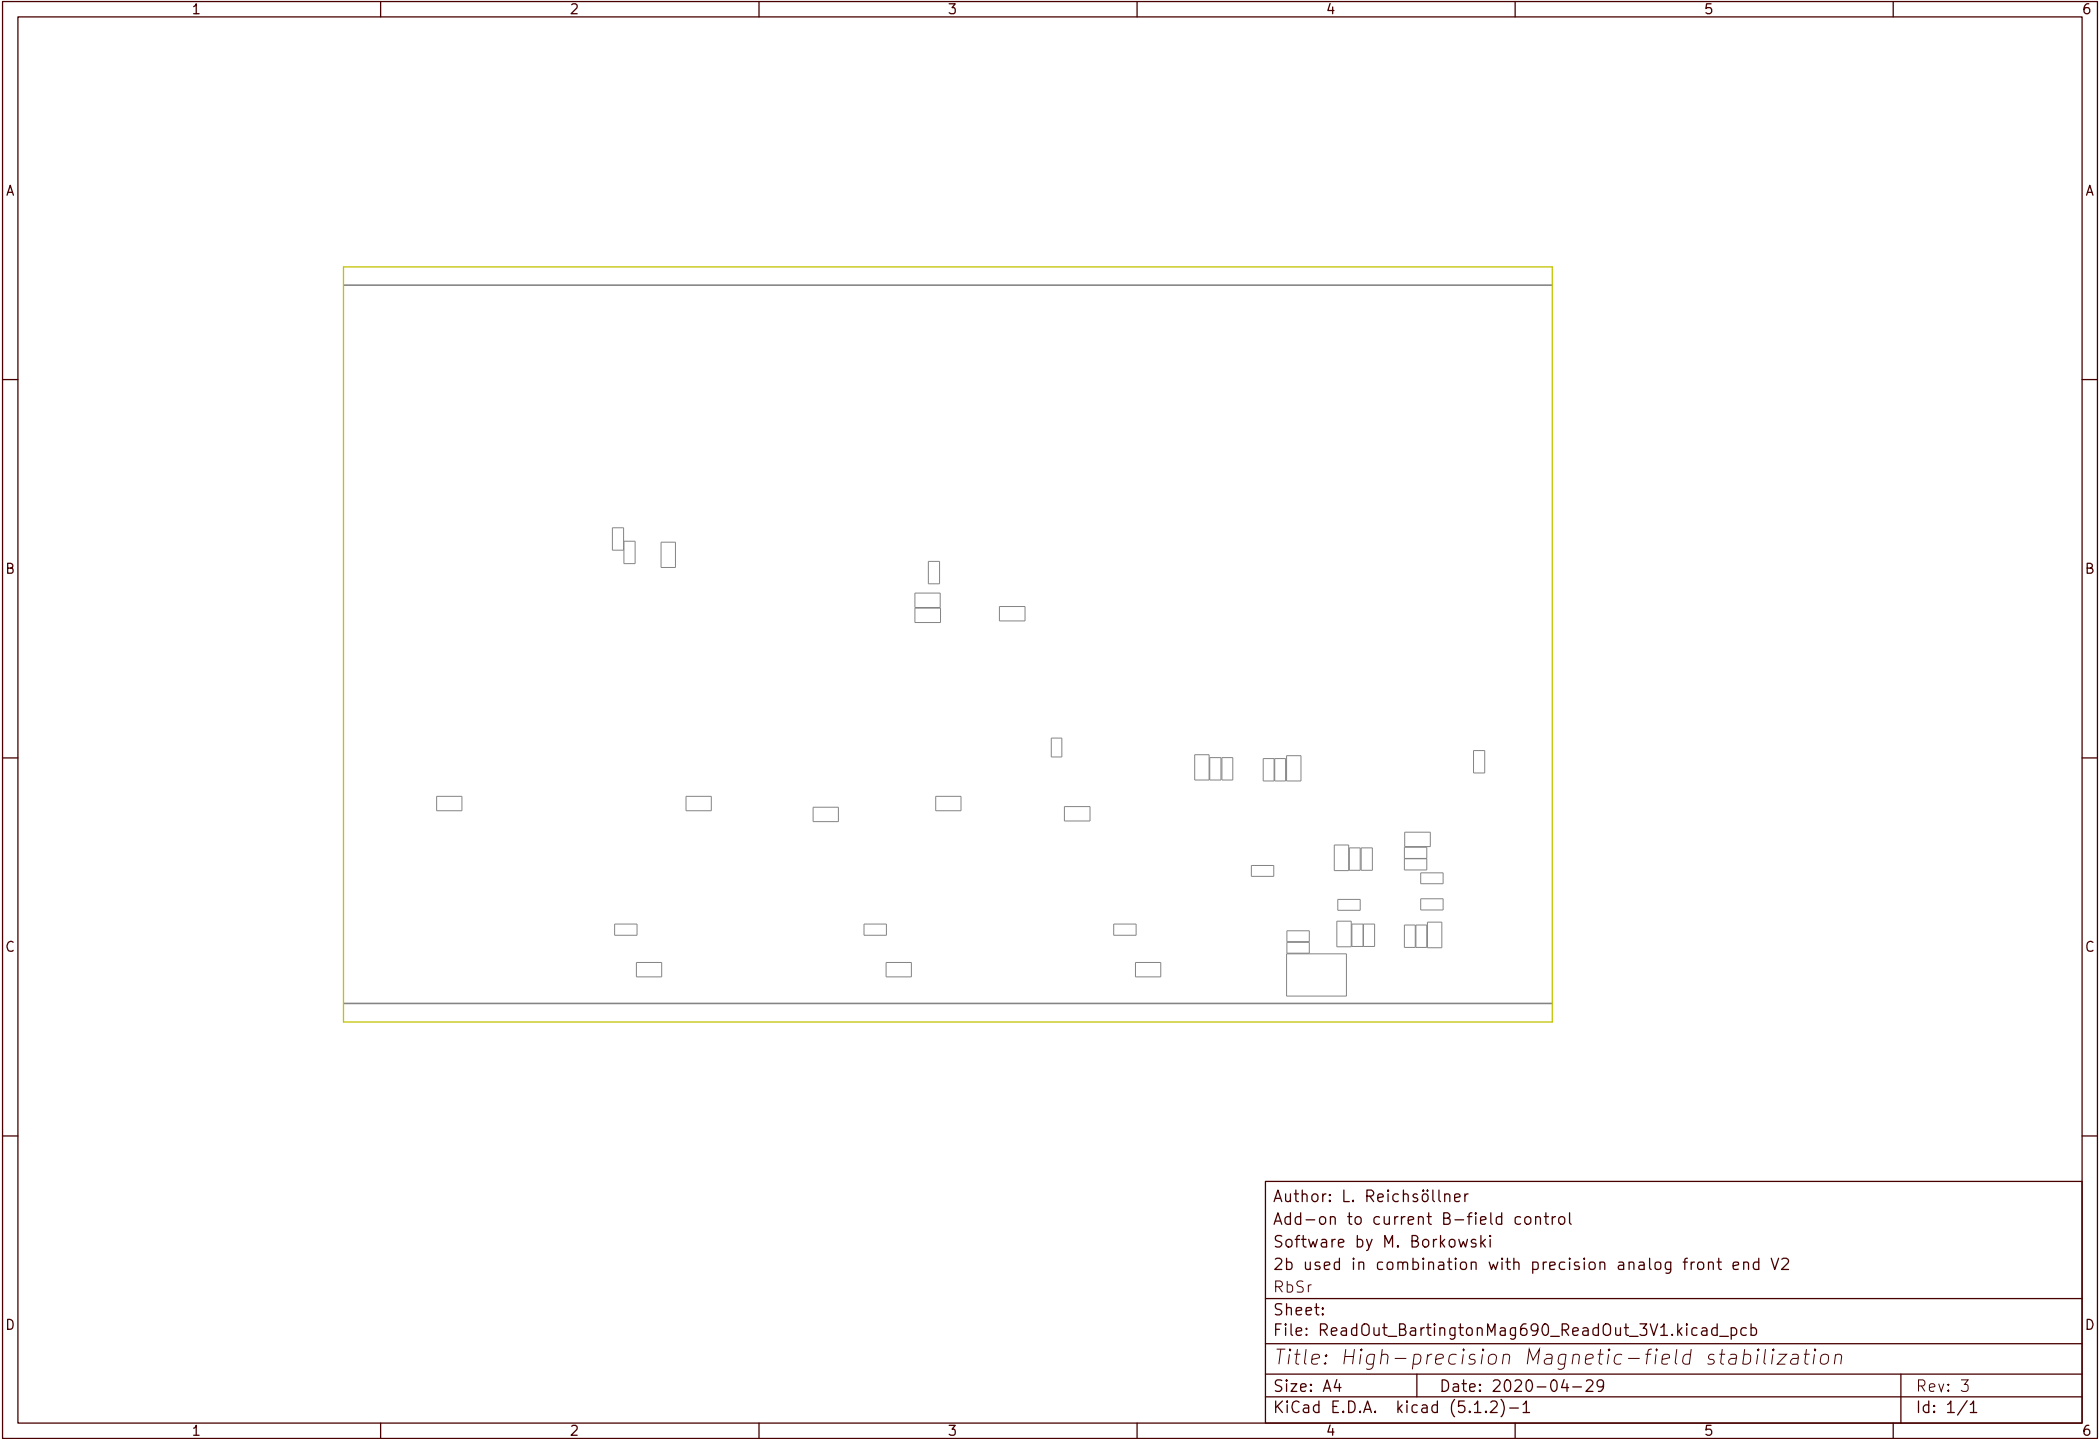 1 2 3 4 5 6
A A
B B
C C
Author: L. Reichsöllner
Add-on to current B-field control
Software by M. Borkowski
2b used in combination with precision analog front end V2
RbSr
Sheet:
D D
File: ReadOut_BartingtonMag690_ReadOut_3V1.kicad_pcb
Title: High-precision Magnetic-field stabilization
Size: A4 Date: 2020-04-29 Rev: 3
KiCad E.D.A. kicad (5.1.2)-1 Id: 1/1
1 2 3 4 5 6